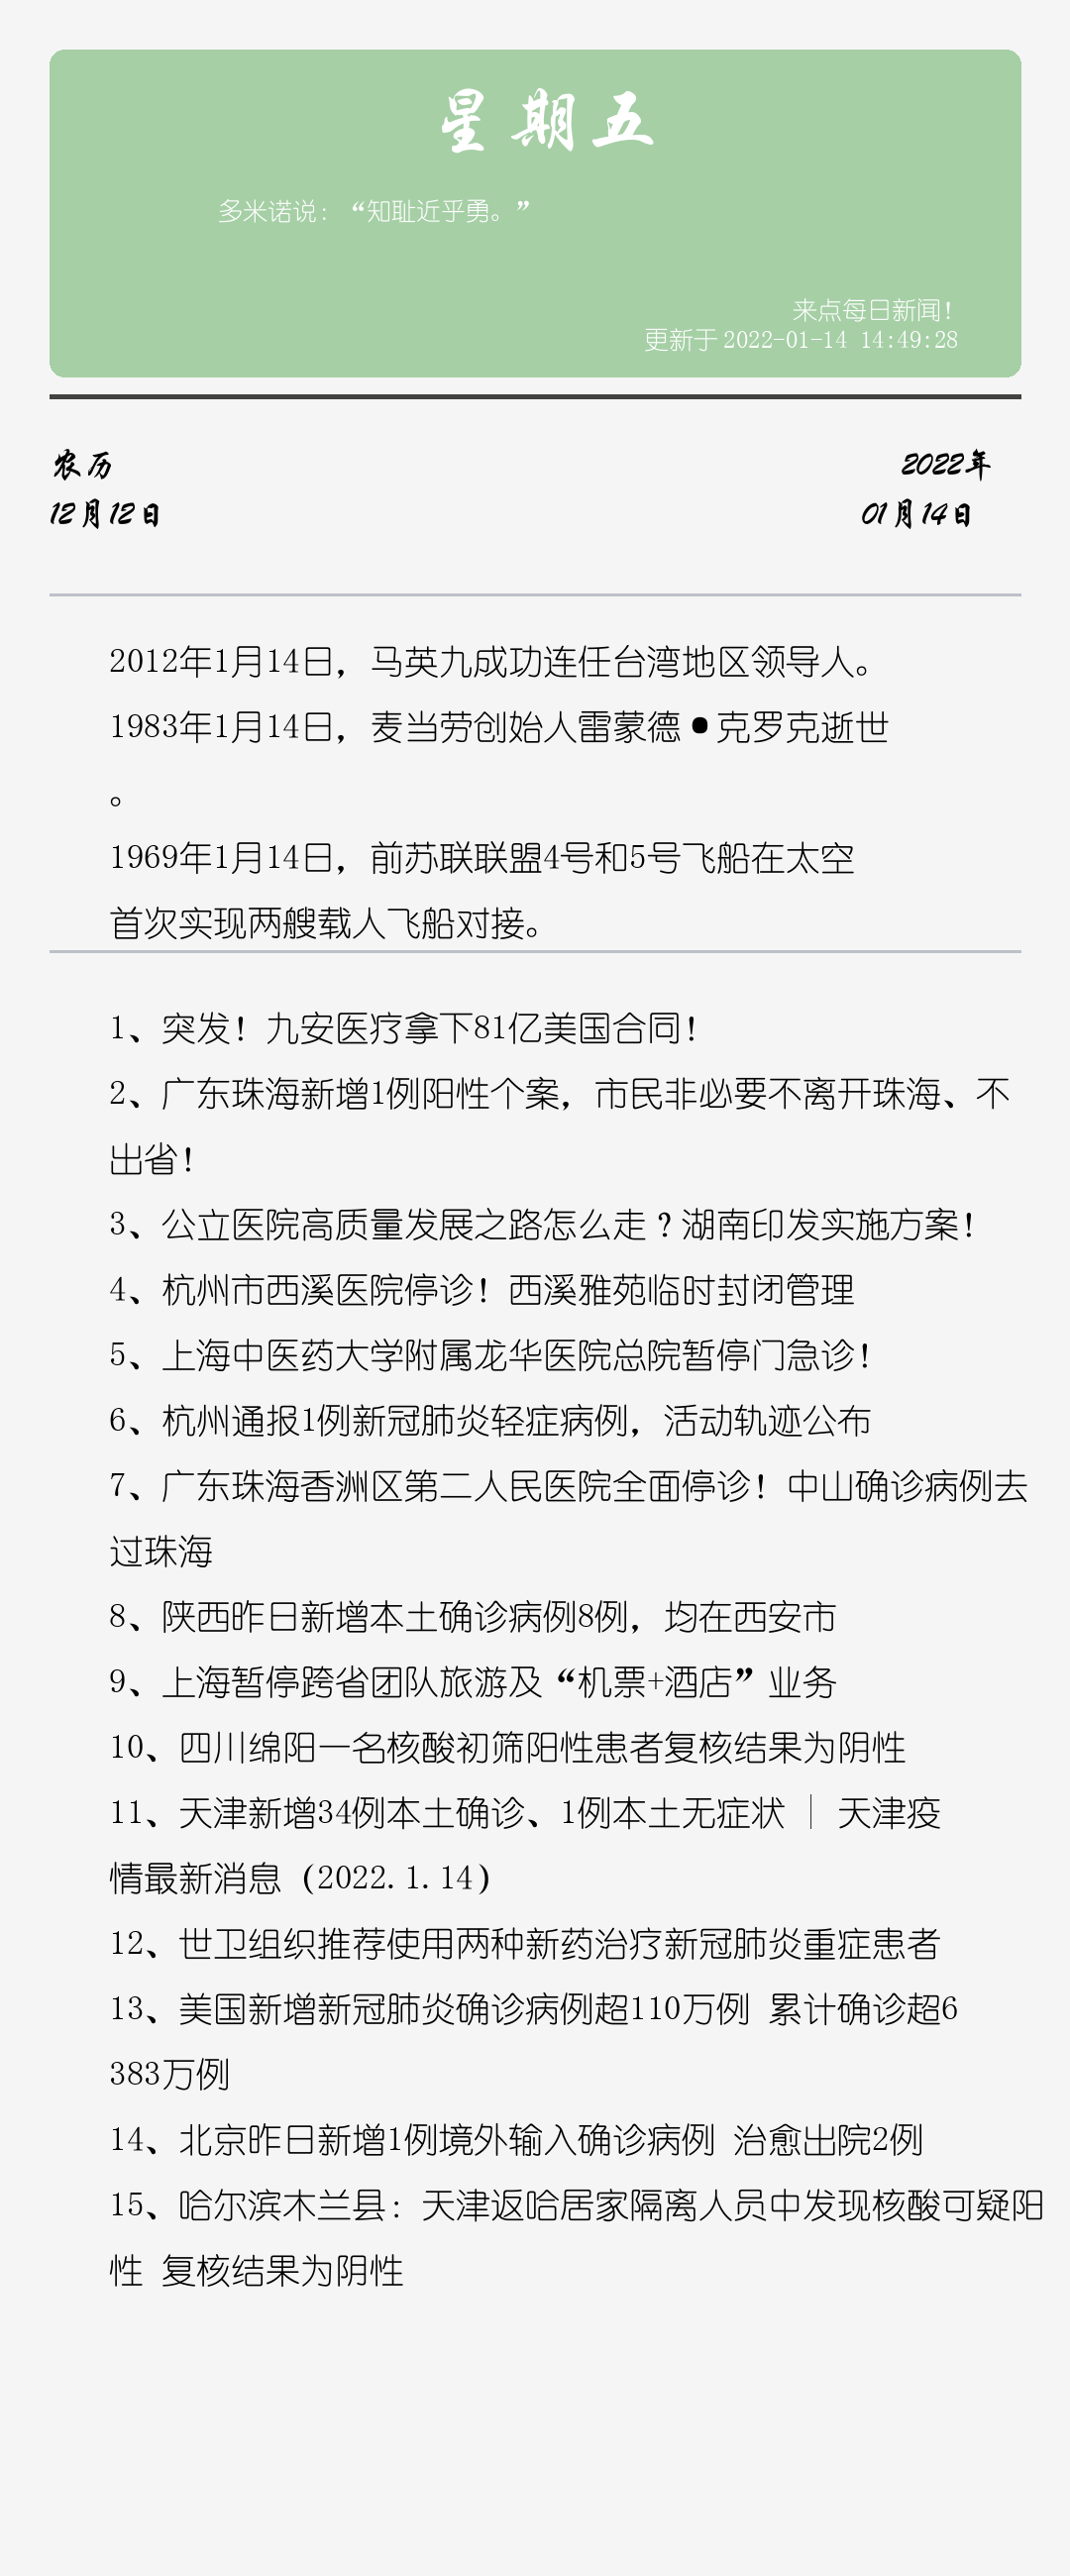 星期五
多米诺说：“知耻近乎勇。”
来点每日新闻！
更新于 2022-01-14 14:49:28
农历
2022年
12月12日
01月14日
2012年1月14日，马英九成功连任台湾地区领导人。
1983年1月14日，麦当劳创始人雷蒙德•克罗克逝世
。
1969年1月14日，前苏联联盟4号和5号飞船在太空
首次实现两艘载人飞船对接。
1、突发！九安医疗拿下81亿美国合同！
2、广东珠海新增1例阳性个案，市民非必要不离开珠海、不
出省！
3、公立医院高质量发展之路怎么走？湖南印发实施方案！
4、杭州市西溪医院停诊！西溪雅苑临时封闭管理
5、上海中医药大学附属龙华医院总院暂停门急诊！
6、杭州通报1例新冠肺炎轻症病例，活动轨迹公布
7、广东珠海香洲区第二人民医院全面停诊！中山确诊病例去
过珠海
8、陕西昨日新增本土确诊病例8例，均在西安市
9、上海暂停跨省团队旅游及“机票+酒店”业务
10、四川绵阳一名核酸初筛阳性患者复核结果为阴性
11、天津新增34例本土确诊、1例本土无症状 ｜ 天津疫
情最新消息（2022.1.14）
12、世卫组织推荐使用两种新药治疗新冠肺炎重症患者
13、美国新增新冠肺炎确诊病例超110万例 累计确诊超6
383万例
14、北京昨日新增1例境外输入确诊病例 治愈出院2例
15、哈尔滨木兰县：天津返哈居家隔离人员中发现核酸可疑阳
性 复核结果为阴性